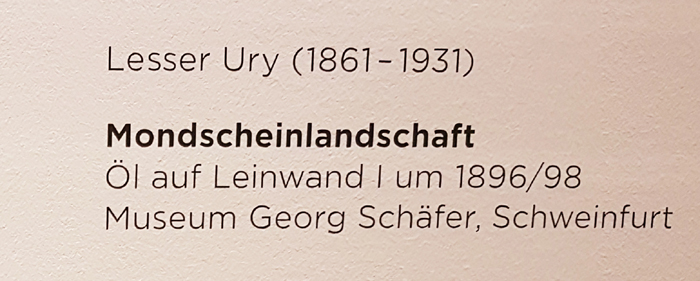 Lesser Ury (1861–1931)
Mondscheinlandschaft
Öl auf Leinwand I um 1896/98
Museum Georg Schäfer, Schweinfurt